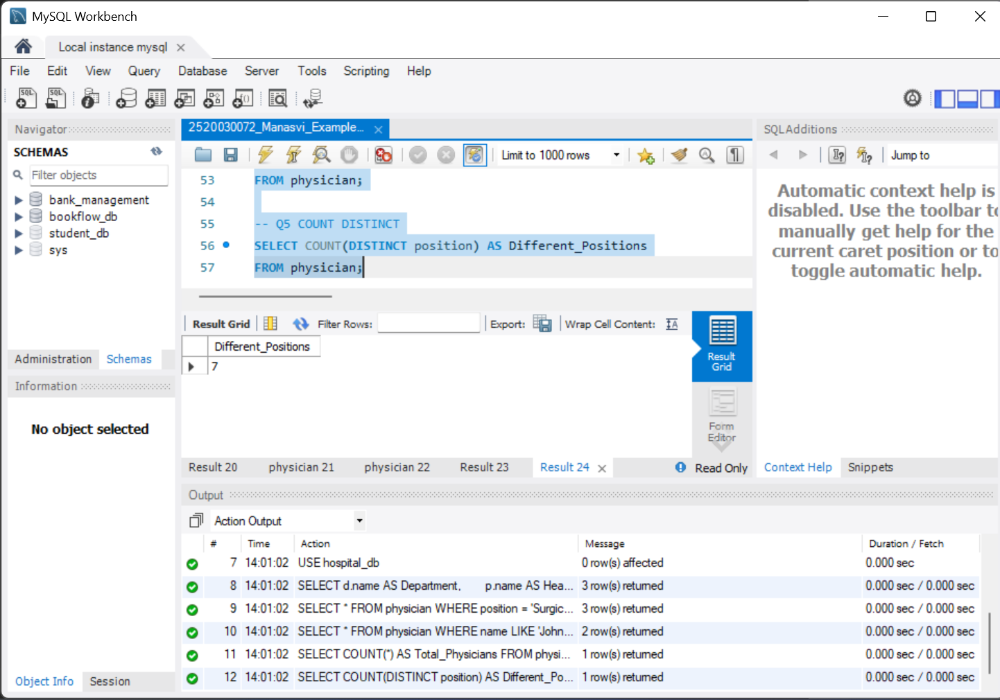 MySQL Workbench
Local instance mysql
File Edit View Query Database Server Tools Scripting Help
Navigator
SCHEMAS
Filter objects
bank_management
bookflow_db
student_db
sys
Administration Schemas
Information
No object selected
Object Info Session
2520030072_Manasvi_Example...
Limit to 1000 rows
53 FROM physician;
54
55 -- Q5 COUNT DISTINCT
56 SELECT COUNT(DISTINCT position) AS Different_Positions
57 FROM physician;
Result Grid Filter Rows: Export: Wrap Cell Content:
Different_Positions
7
Result
Grid
Form
Editor
Result 20 physician 21 physician 22 Result 23 Result 24 Read Only
SQLAdditions
Jump to
Automatic context help is
disabled. Use the toolbar to
manually get help for the
current caret position or to
toggle automatic help.
Context Help Snippets
Output
Action Output
# Time Action Message Duration / Fetch
7 14:01:02 USE hospital_db 0 row(s) affected 0.000 sec
8 14:01:02 SELECT d.name AS Department, p.name AS Hea... 3 row(s) returned 0.000 sec / 0.000 sec
9 14:01:02 SELECT * FROM physician WHERE position = 'Surgic... 3 row(s) returned 0.000 sec / 0.000 sec
10 14:01:02 SELECT * FROM physician WHERE name LIKE 'John... 2 row(s) returned 0.000 sec / 0.000 sec
11 14:01:02 SELECT COUNT(*) AS Total_Physicians FROM physi... 1 row(s) returned 0.000 sec / 0.000 sec
12 14:01:02 SELECT COUNT(DISTINCT position) AS Different_Po... 1 row(s) returned 0.000 sec / 0.000 sec